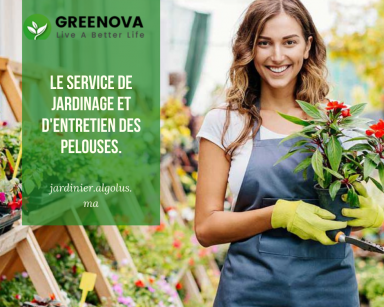 GREENOVA
Live A Better Life
LE SERVICE DE
JARDINAGE ET
D'ENTRETIEN DES
PELOUSES.
jardinier.algolus.
ma